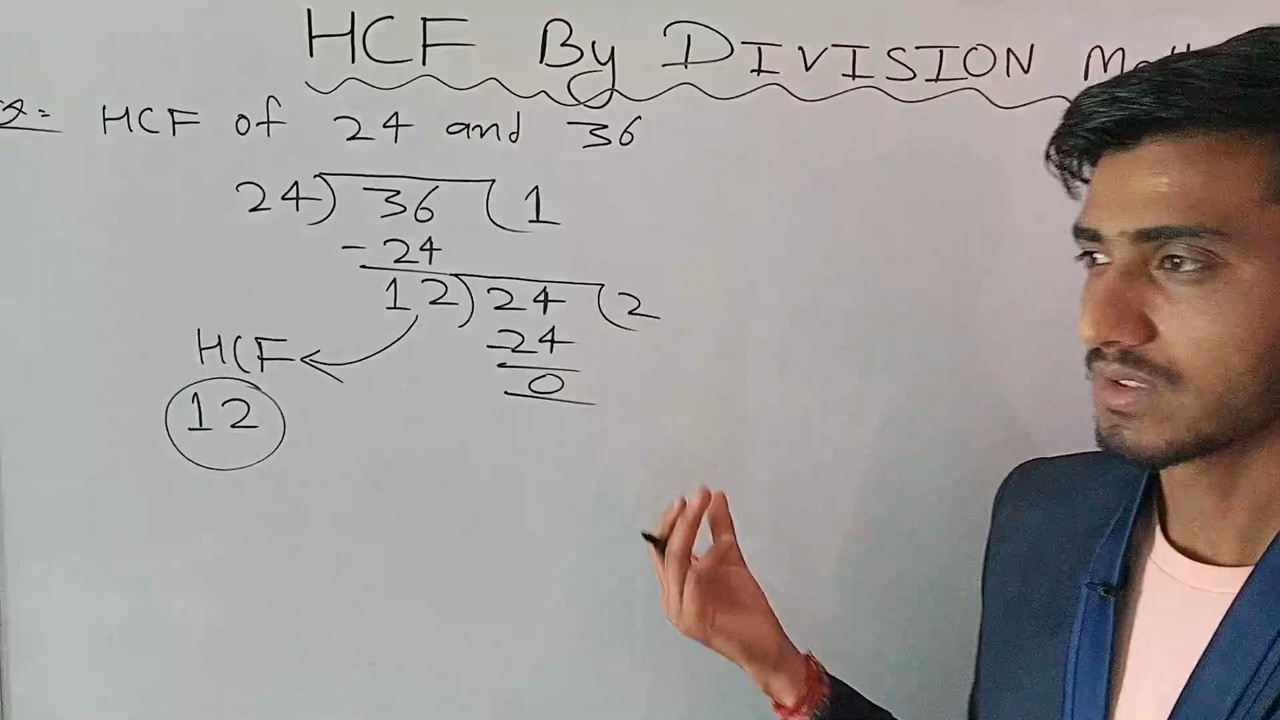 HCF By DIVISION
HCF of 24 and 36
24) 36 ( 1
- 24
12) 24 ( 2
- 24
0
HCF
12